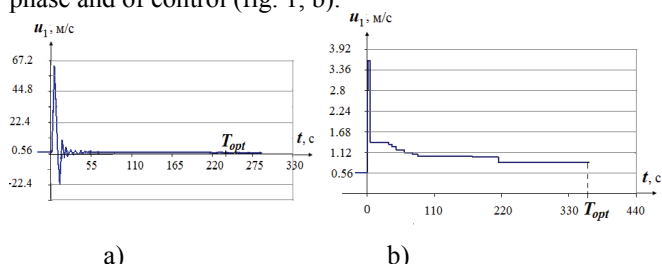 phase and of control (fig. 1, b).
u₁, м/с
67.2
44.8
22.4
0.56
-22.4
55 110 165 220 275 330
T_opt
t, с
u₁, м/с
3.92
3.36
2.8
2.24
1.68
1.12
0.56
0 110 220 330 T_opt 440
t, с
a) b)